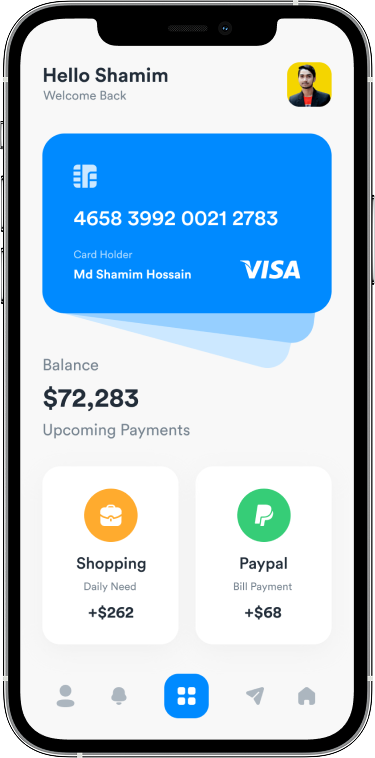 Hello Shamim
Welcome Back
4658 3992 0021 2783
Card Holder
Md Shamim Hossain
VISA
Balance
$72,283
Upcoming Payments
Shopping
Daily Need
+$262
Paypal
Bill Payment
+$68